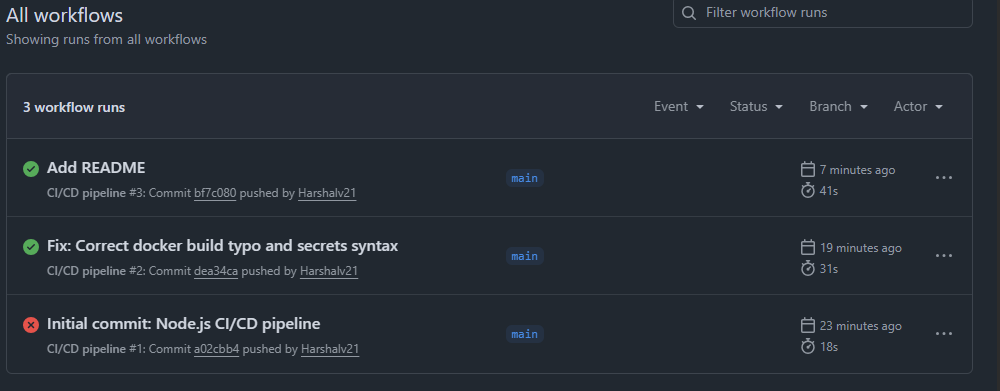 All workflows
Filter workflow runs
Showing runs from all workflows
3 workflow runs
Event
Status
Branch
Actor
Add README
main
7 minutes ago
CI/CD pipeline #3: Commit bf7c080 pushed by Harshalv21
41s
Fix: Correct docker build typo and secrets syntax
main
19 minutes ago
CI/CD pipeline #2: Commit dea34ca pushed by Harshalv21
31s
Initial commit: Node.js CI/CD pipeline
main
23 minutes ago
CI/CD pipeline #1: Commit a02cbb4 pushed by Harshalv21
18s